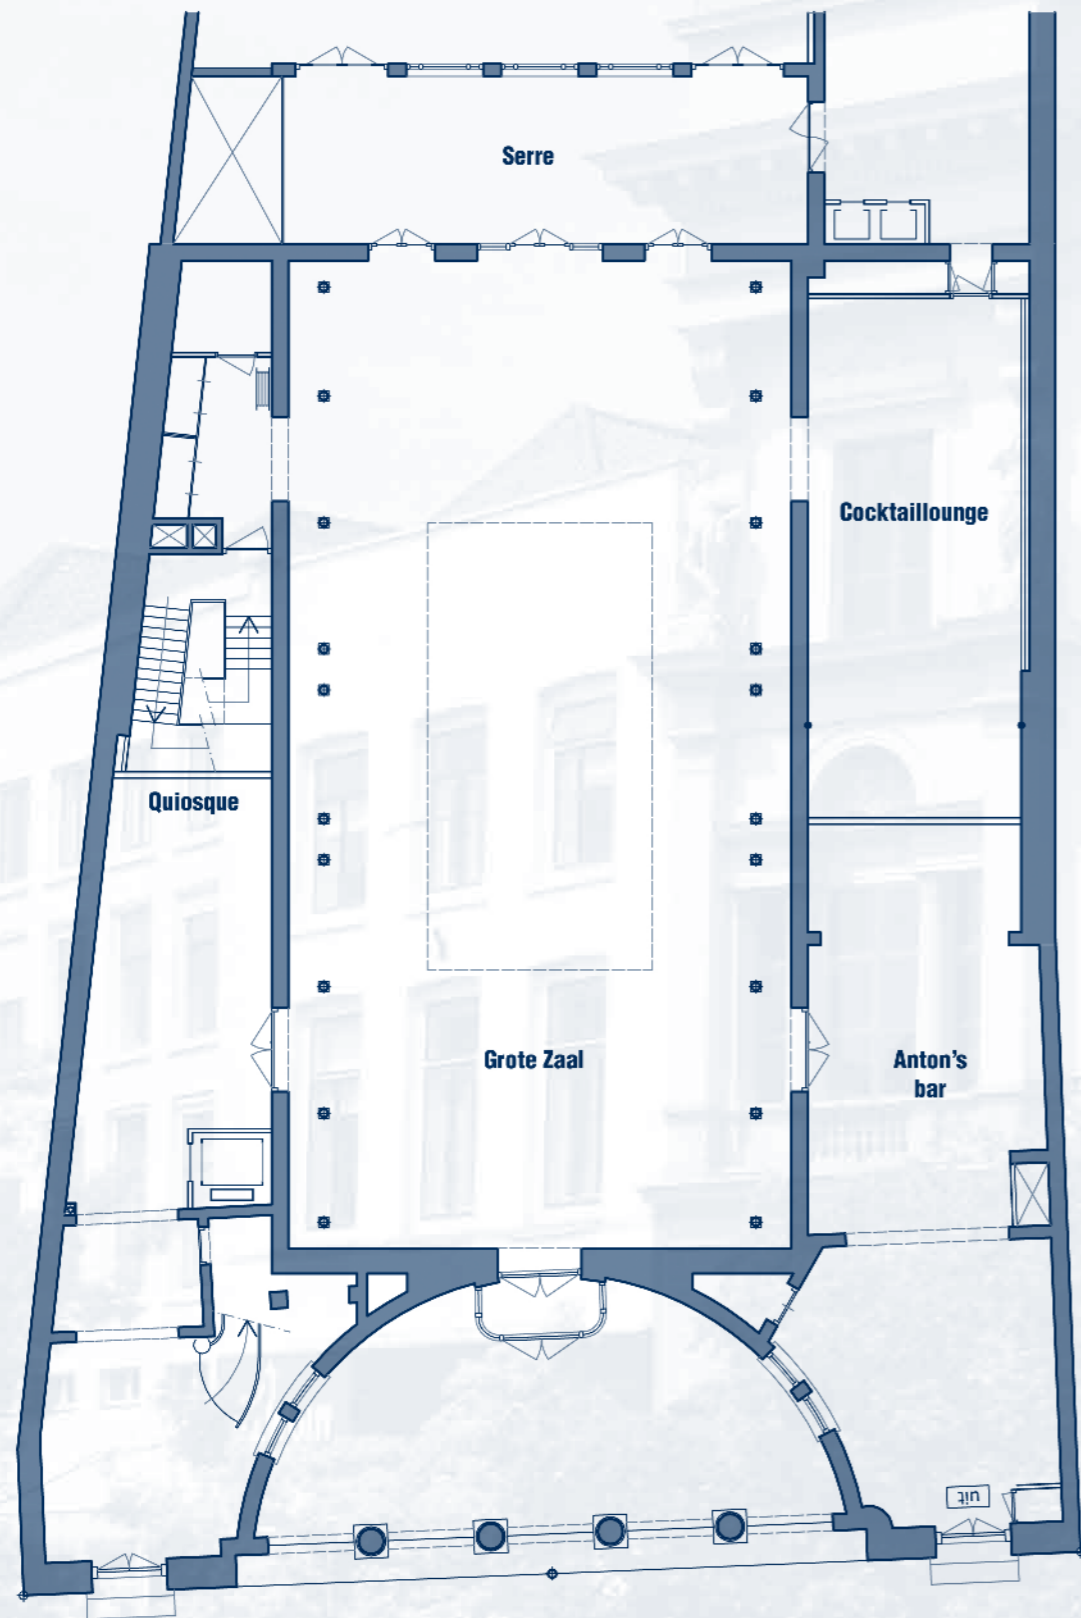 Serre
Cocktaillounge
Quiosque
Grote Zaal
Anton's
bar
uit